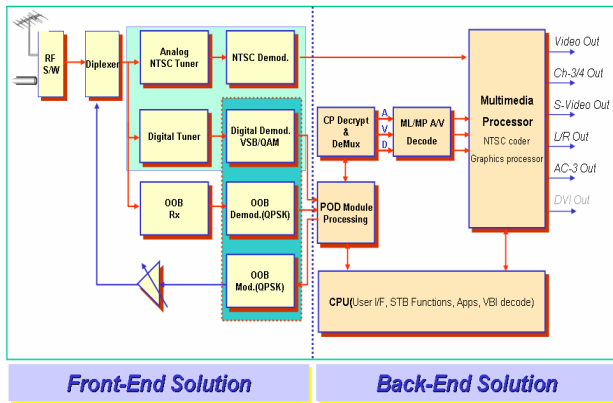 RF
S/W
Diplexer
Analog
NTSC Tuner
NTSC Demod.
Digital Tuner
Digital Demod.
VSB/QAM
OOB
Rx
OOB
Demod.(QPSK)
OOB
Mod.(QPSK)
CP Decrypt
&
DeMux
A
V
D
ML/MP A/V
Decode
POD Module
Processing
Multimedia
Processor
NTSC coder
Graphics processor
CPU(User I/F, STB Functions, Apps, VBI decode)
Video Out
Ch-3/4 Out
S-Video Out
L/R Out
AC-3 Out
DVI Out
Front-End Solution
Back-End Solution